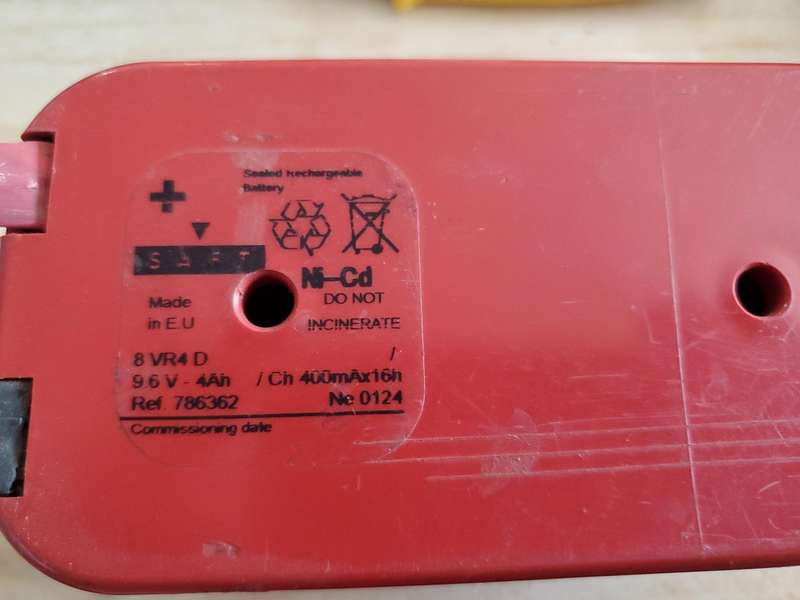 Sealed Rechargeable
Battery
+
SAFT
Ni-Cd
Made
in E.U
DO NOT
INCINERATE
8 VR4 D /
9.6 V - 4Ah / Ch 400mAx16h
Ref. 786362 Ne 0124
Commissioning date